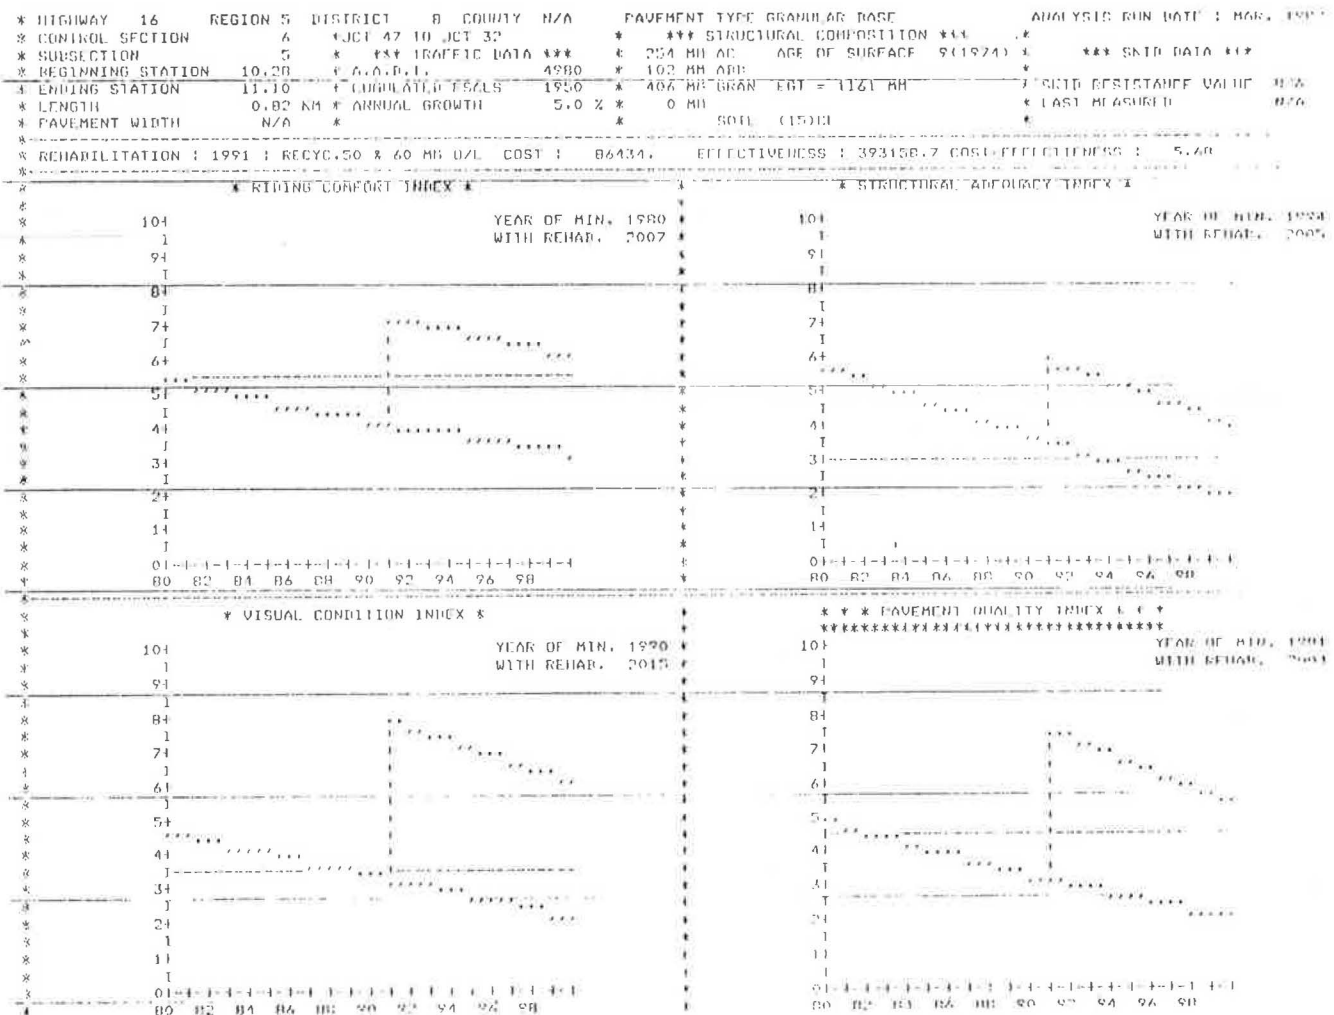 * HIGHWAY 16 REGION 5 DISTRICT 8 COUNTY N/A PAVEMENT TYPE GRANULAR BASE ANALYSIS RUN DATE : MAR.
* CONTROL SECTION 6 *JCT 47 TO JCT 32 * *** STRUCTURAL COMPOSITION *** *
* SUBSECTION 5 * *** TRAFFIC DATA *** * 254 MM AC AGE OF SURFACE 9(1974) * *** SKID DATA ***
* BEGINNING STATION 10.28 * A.A.D.T. 4980 * 102 MM *
* ENDING STATION 11.10 * ESALS 1950 * 406 MM GRAN EGT = 1161 MM * SKID RESISTANCE VALUE N/A
* LENGTH 0.82 KM * ANNUAL GROWTH 5.0 % * 0 MM * LAST MEASURED N/A
* PAVEMENT WIDTH N/A * * SOIL (15)CI *
* REHABILITATION : 1991 : RECYC.50 & 60 MM O/L COST : 86434. EFFECTIVENESS : 393158.7 COST-EFFECTIENESS : 5.60
* RIDING COMFORT INDEX * * STRUCTURAL ADEQUACY INDEX *
YEAR OF MIN. 1980
WITH REHAB. 2007
YEAR OF MIN. 1994
WITH REHAB. 2005
10+
9+
8+
7+
6+
5+
4+
3+
2+
1+
0+
80 82 84 86 88 90 92 94 96 98
10+
9+
8+
7+
6+
5+
4+
3+
2+
1+
0+
80 82 84 86 88 90 92 94 96 98
* VISUAL CONDITION INDEX * * * * PAVEMENT QUALITY INDEX * * *
YEAR OF MIN. 1990
WITH REHAB. 2015
YEAR OF MIN.
WITH REHAB.
10+
9+
8+
7+
6+
5+
4+
3+
2+
1+
0+
80 82 84 86 88 90 92 94 96 98
10+
9+
8+
7+
6+
5+
4+
3+
2+
1+
0+
80 82 84 86 88 90 92 94 96 98